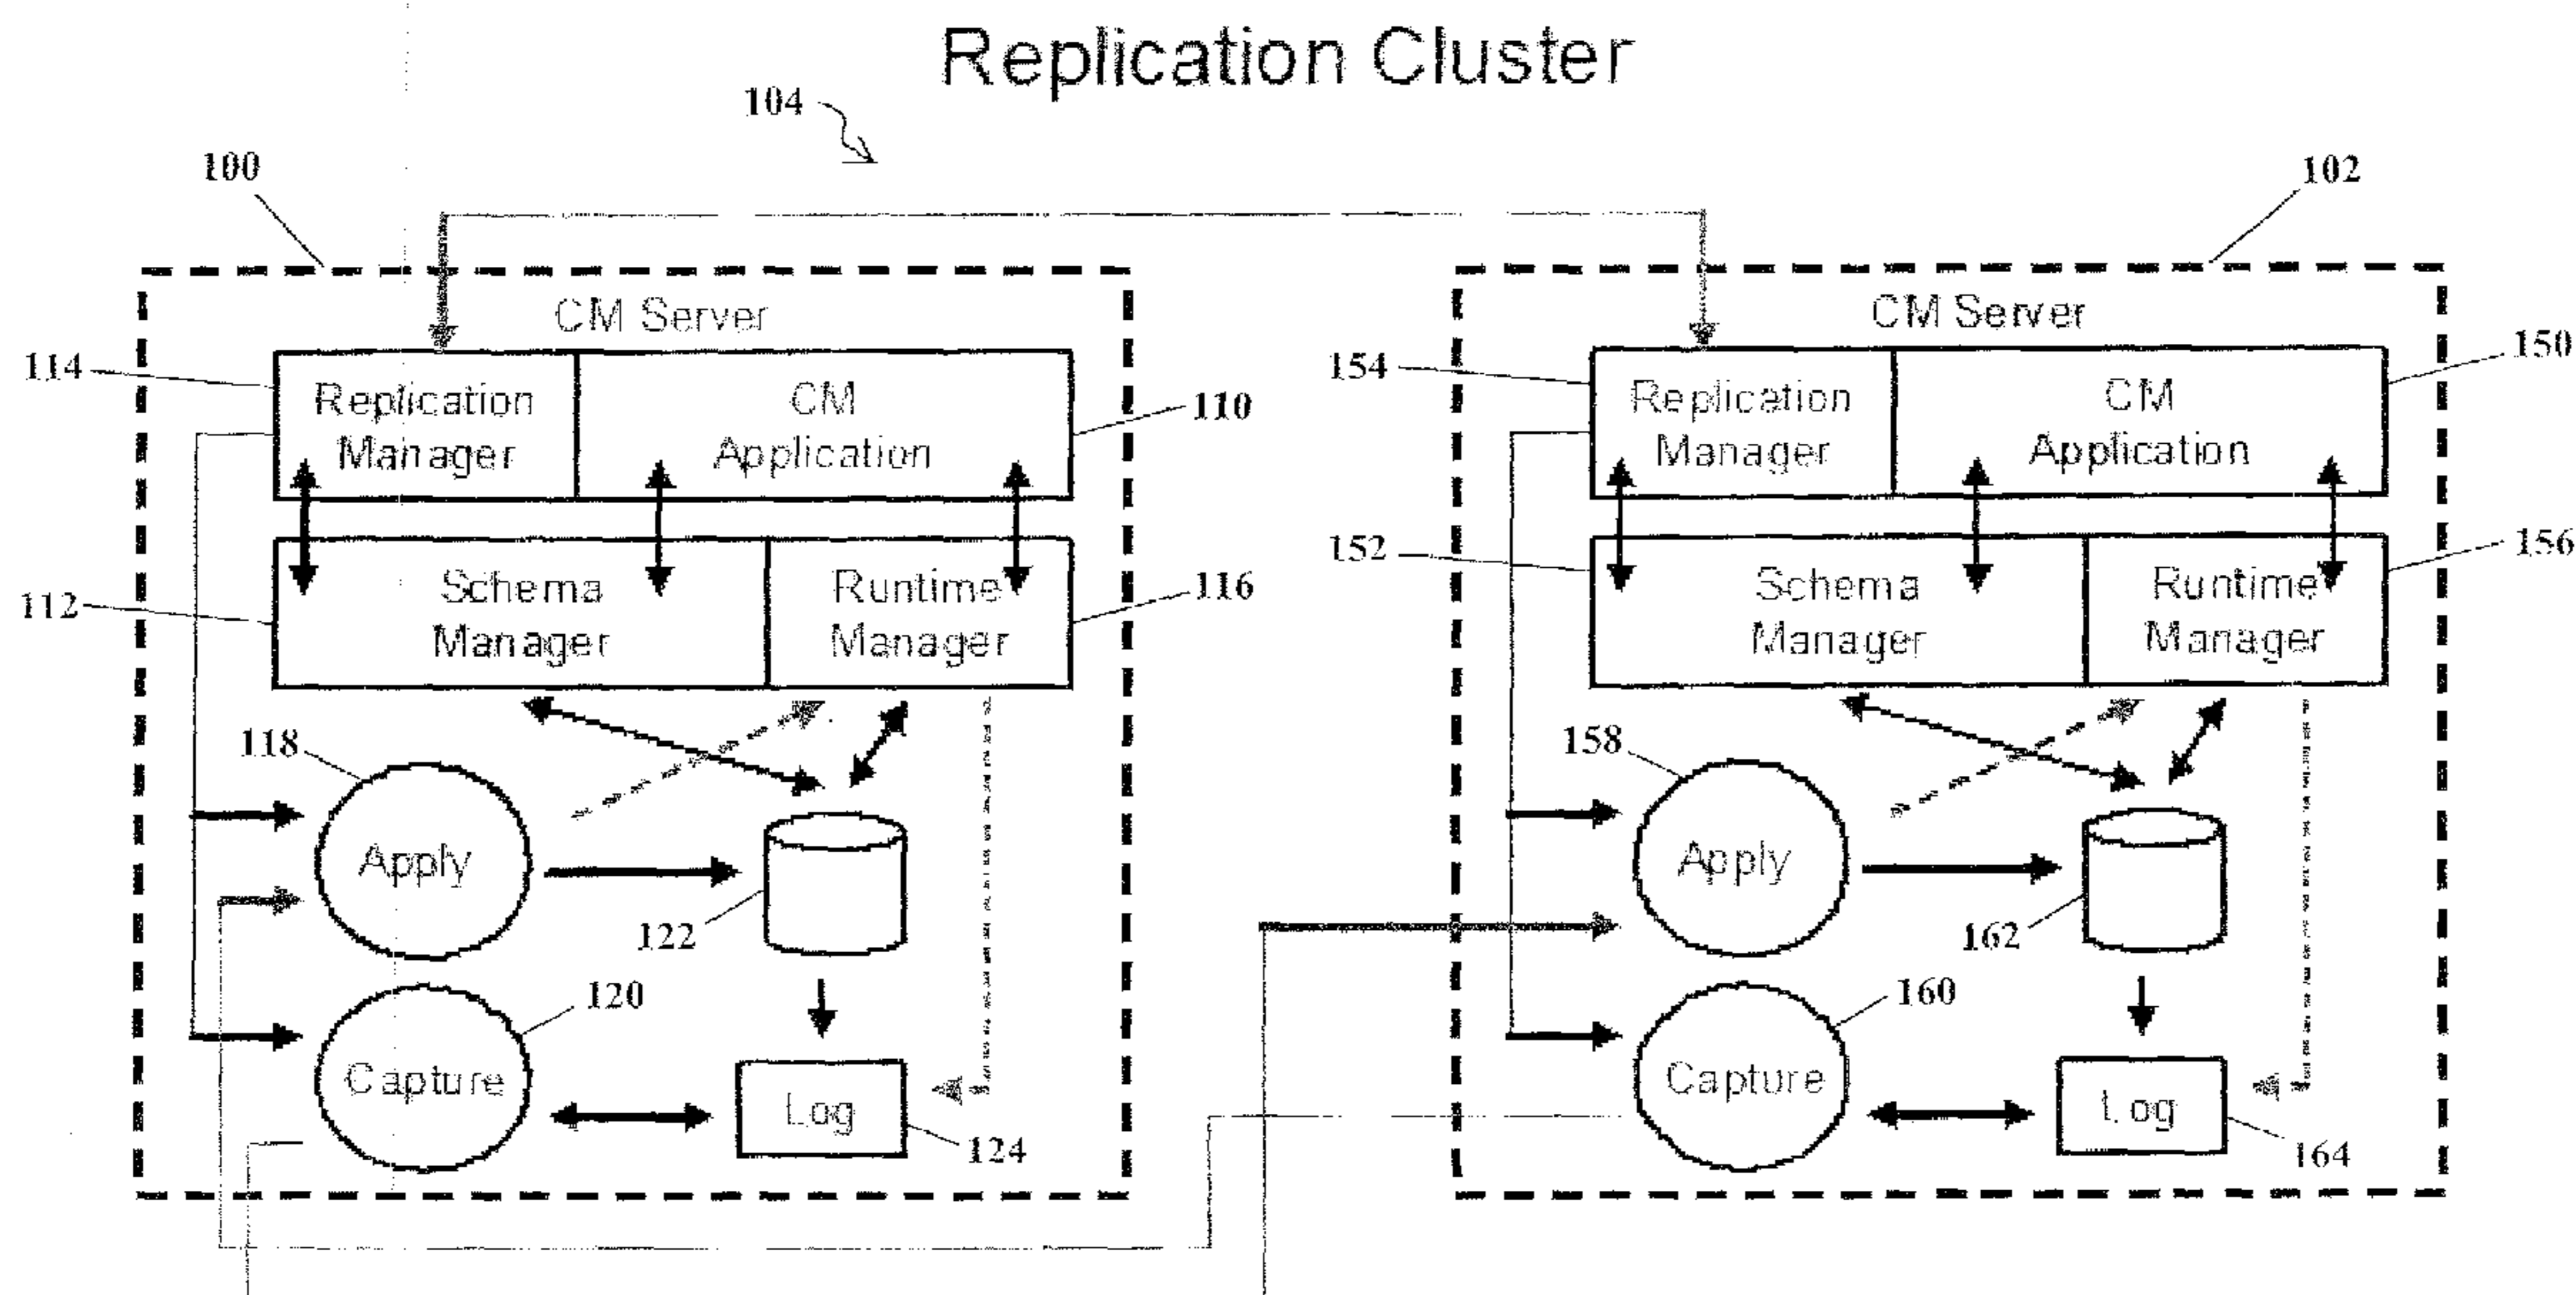 Replication Cluster
104
100
102
CM Server
114
Replication
Manager
CM
Application
110
112
Schema
Manager
Runtime
Manager
116
118
Apply
122
120
Capture
Log
124
CM Server
154
Replication
Manager
CM
Application
150
152
Schema
Manager
Runtime
Manager
156
158
Apply
162
160
Capture
Log
164